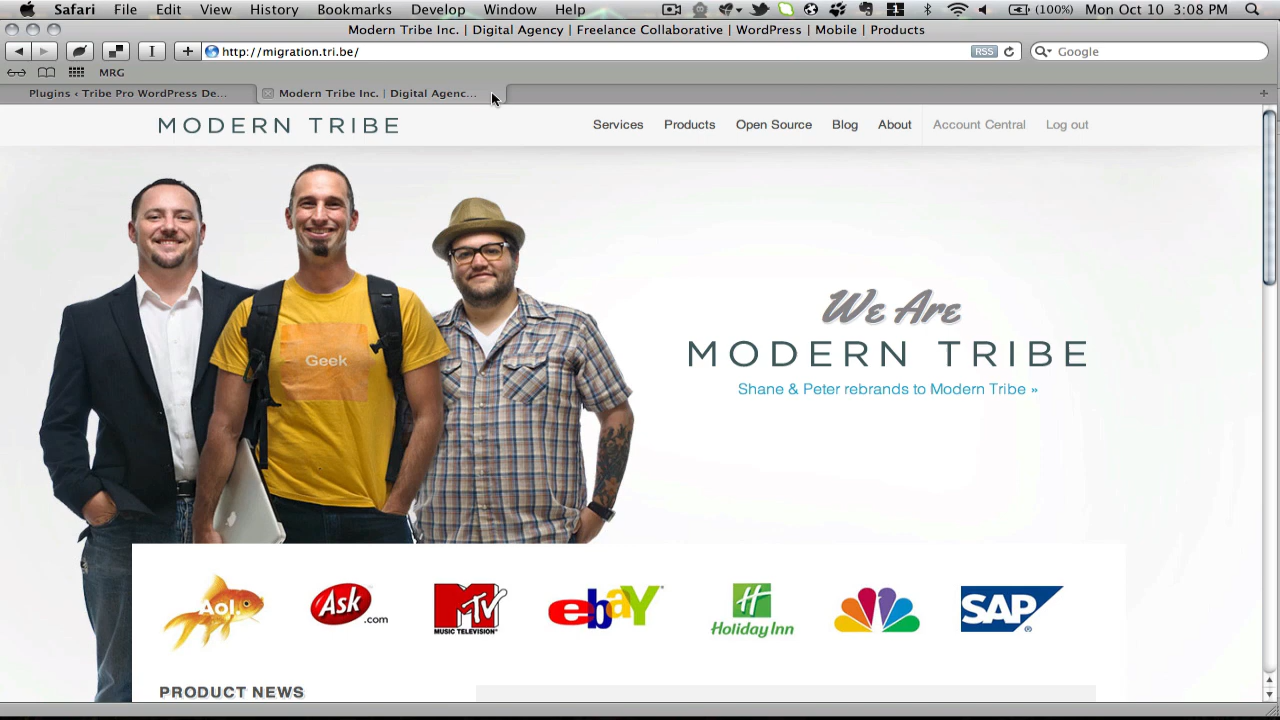 Safari File Edit View History Bookmarks Develop Window Help (100%) Mon Oct 10 3:08 PM
Modern Tribe Inc. | Digital Agency | Freelance Collaborative | WordPress | Mobile | Products
http://migration.tri.be/ RSS Google
MRG
Plugins ‹ Tribe Pro WordPress De... Modern Tribe Inc. | Digital Agenc...
MODERN TRIBE Services Products Open Source Blog About Account Central Log out
Geek
We Are
MODERN TRIBE
Shane & Peter rebrands to Modern Tribe »
Aol. Ask .com MTV MUSIC TELEVISION® ebaY® H Holiday Inn SAP®
PRODUCT NEWS